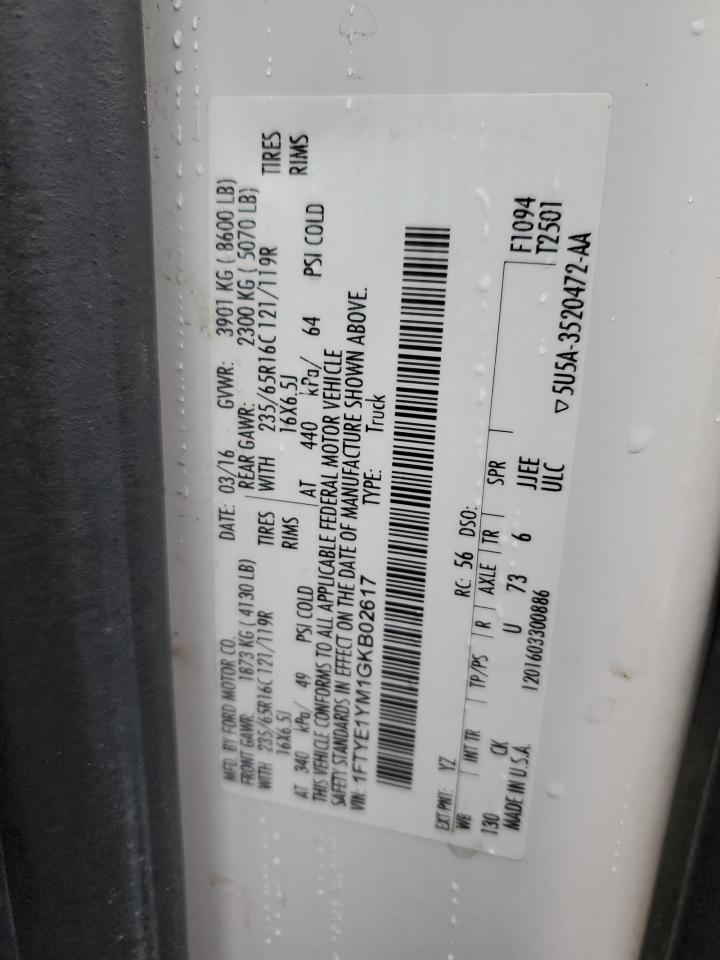 MFD. BY FORD MOTOR CO. DATE: 03/16 GVWR: 3901 KG ( 8600 LB)
FRONT GAWR: 1873 KG ( 4130 LB) REAR GAWR: 2300 KG ( 5070 LB)
WITH 235/65R16C 121/119R TIRES WITH 235/65R16C 121/119R TIRES
16X6.5J RIMS 16X6.5J RIMS
AT 340 kPa/ 49 PSI COLD AT 440 kPa/ 64 PSI COLD
THIS VEHICLE CONFORMS TO ALL APPLICABLE FEDERAL MOTOR VEHICLE
SAFETY STANDARDS IN EFFECT ON THE DATE OF MANUFACTURE SHOWN ABOVE.
VIN: 1FTYE1YM1GKB02617 TYPE: Truck
EXT PNT: YZ RC: 56 DSO:
WB INT TR TP/PS R AXLE TR SPR F1094
130 CK U 73 6 JJEE T2501
MADE IN U.S.A. 1201603300886 ULC ▽5U5A-3520472-AA